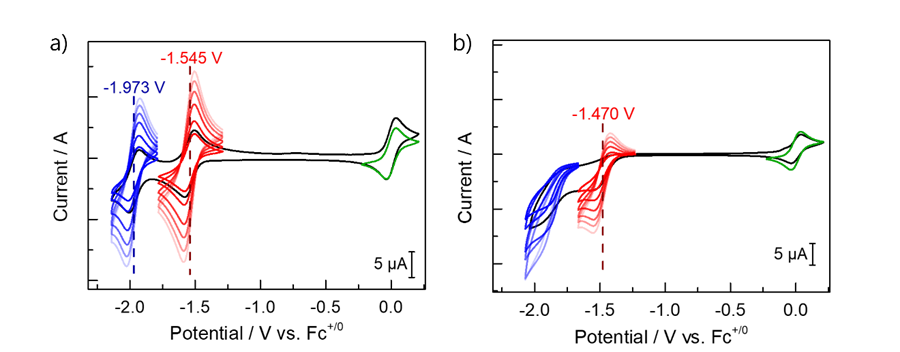 a)
-1.973 V
-1.545 V
Current / A
5 μA
-2.0 -1.5 -1.0 -0.5 0.0
Potential / V vs. Fc+/0
b)
-1.470 V
Current / A
5 μA
-2.0 -1.5 -1.0 -0.5 0.0
Potential / V vs. Fc+/0